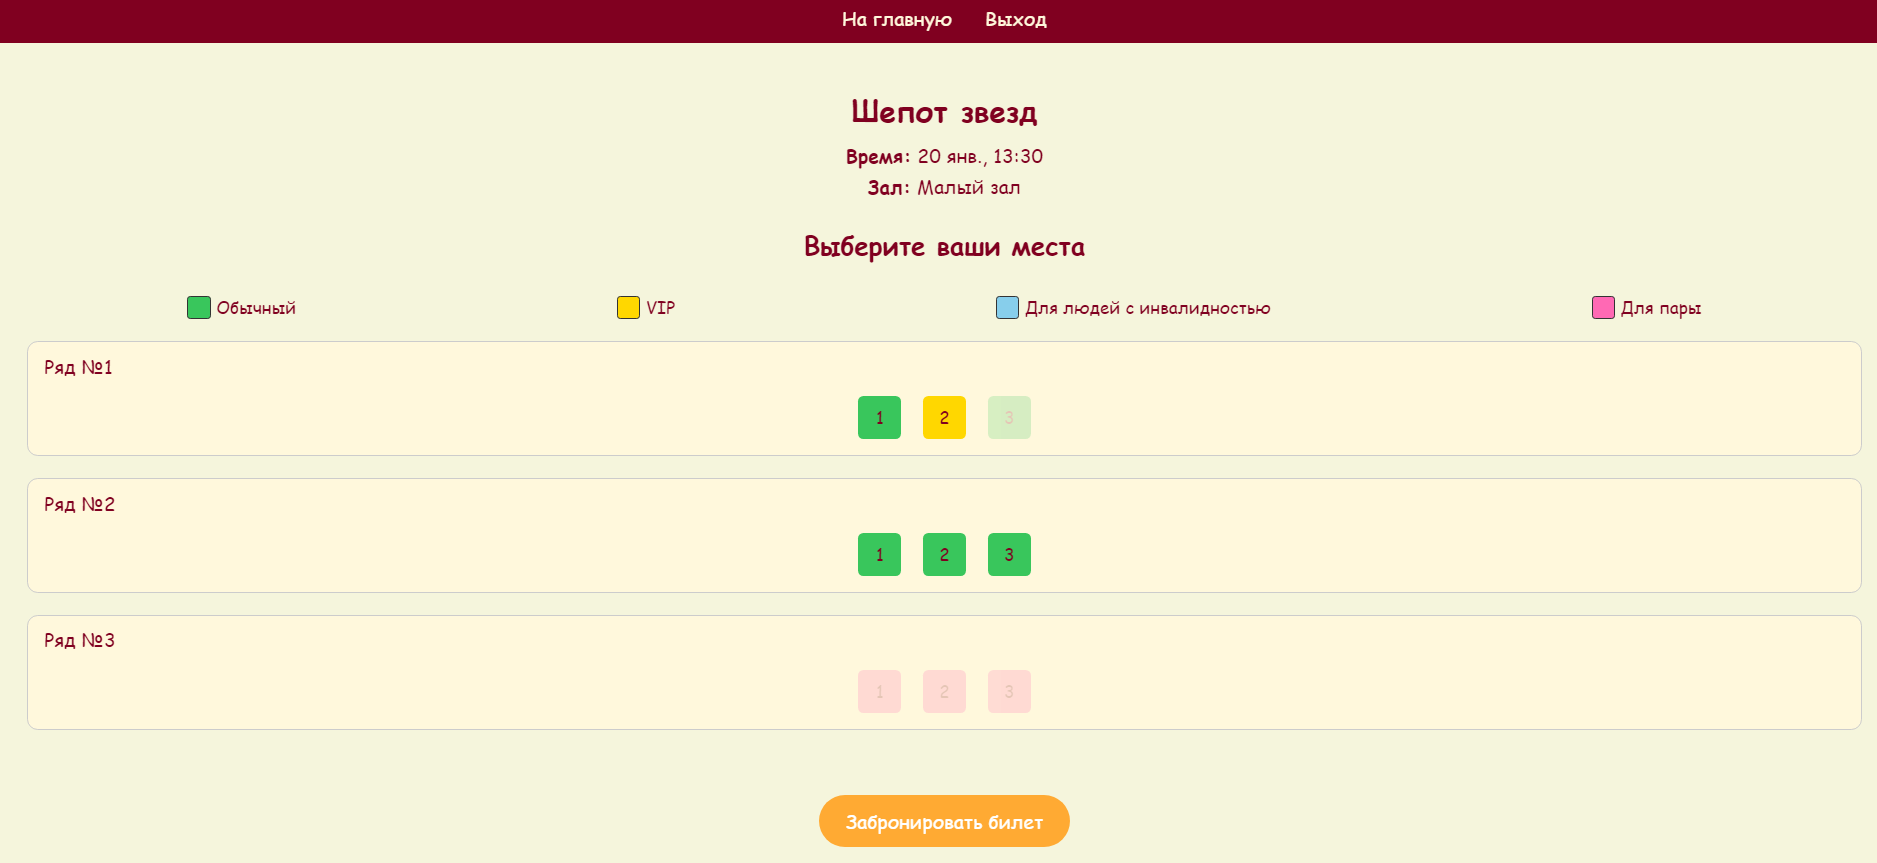 На главную Выход
Шепот звезд
Время: 20 янв., 13:30
Зал: Малый зал
Выберите ваши места
Обычный VIP Для людей с инвалидностью Для пары
Ряд №1
1 2 3
Ряд №2
1 2 3
Ряд №3
1 2 3
Забронировать билет